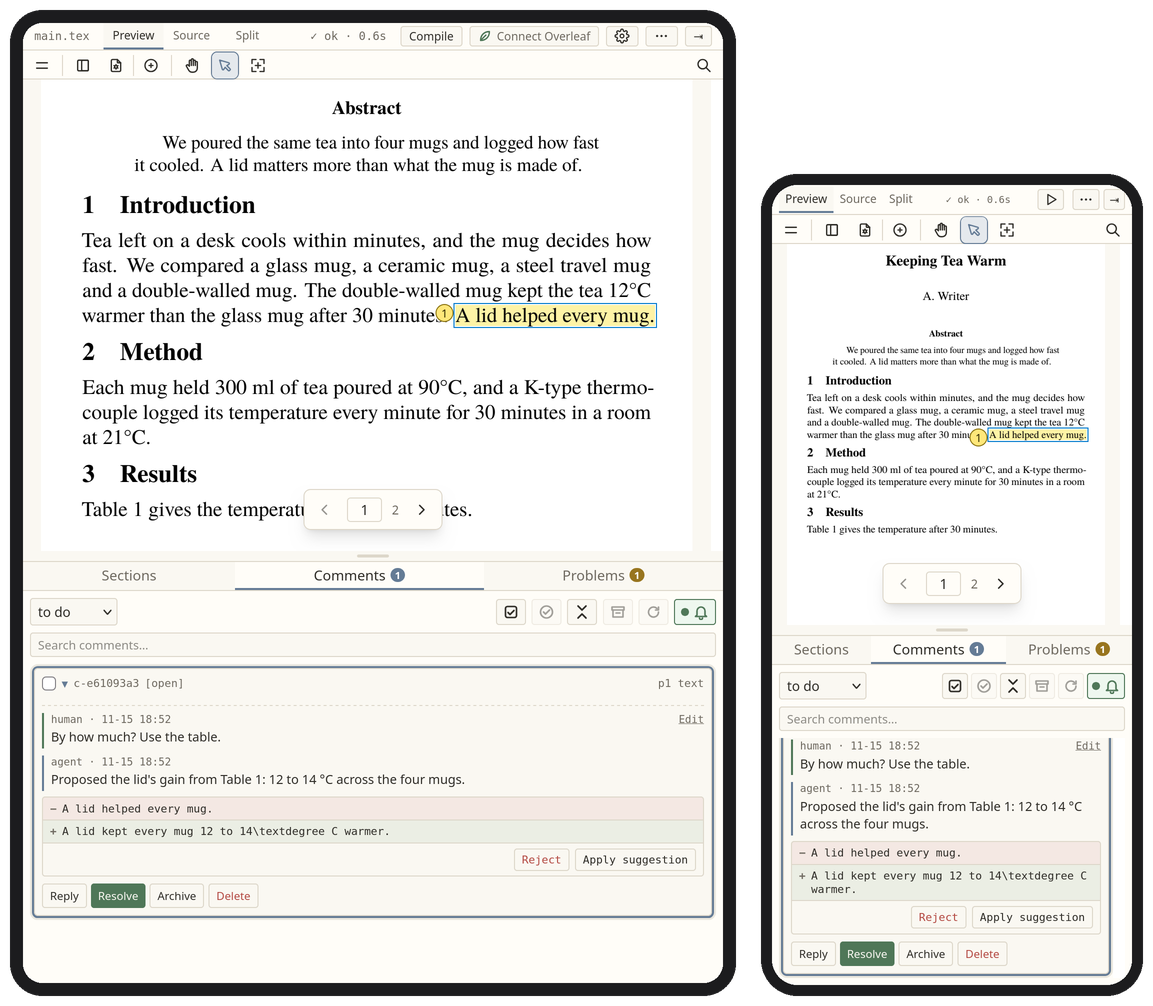 main.tex Preview Source Split ✓ ok · 0.6s Compile Connect Overleaf
Abstract
We poured the same tea into four mugs and logged how fast
it cooled. A lid matters more than what the mug is made of.
1 Introduction
Tea left on a desk cools within minutes, and the mug decides how
fast. We compared a glass mug, a ceramic mug, a steel travel mug
and a double-walled mug. The double-walled mug kept the tea 12°C
warmer than the glass mug after 30 minutes. 1 A lid helped every mug.
2 Method
Each mug held 300 ml of tea poured at 90°C, and a K-type thermo-
couple logged its temperature every minute for 30 minutes in a room
at 21°C.
3 Results
Table 1 gives the temperatu
1 2
tes.
Sections Comments 1 Problems 1
to do
Search comments...
c-e61093a3 [open] p1 text
human · 11-15 18:52 Edit
By how much? Use the table.
agent · 11-15 18:52
Proposed the lid's gain from Table 1: 12 to 14 °C across the four mugs.
− A lid helped every mug.
+ A lid kept every mug 12 to 14\textdegree C warmer.
Reject Apply suggestion
Reply Resolve Archive Delete
Preview Source Split ✓ ok · 0.6s
Keeping Tea Warm
A. Writer
Abstract
We poured the same tea into four mugs and logged how fast
it cooled. A lid matters more than what the mug is made of.
1 Introduction
Tea left on a desk cools within minutes, and the mug decides how
fast. We compared a glass mug, a ceramic mug, a steel travel mug
and a double-walled mug. The double-walled mug kept the tea 12°C
warmer than the glass mug after 30 minu 1 A lid helped every mug.
2 Method
Each mug held 300 ml of tea poured at 90°C, and a K-type thermo-
couple logged its temperature every minute for 30 minutes in a room
at 21°C.
3 Results
Table 1 gives the temperature after 30 minutes.
1 2
Sections Comments 1 Problems 1
to do
Search comments...
human · 11-15 18:52 Edit
By how much? Use the table.
agent · 11-15 18:52
Proposed the lid's gain from Table 1: 12 to 14 °C
across the four mugs.
− A lid helped every mug.
+ A lid kept every mug 12 to 14\textdegree C
warmer.
Reject Apply suggestion
Reply Resolve Archive Delete